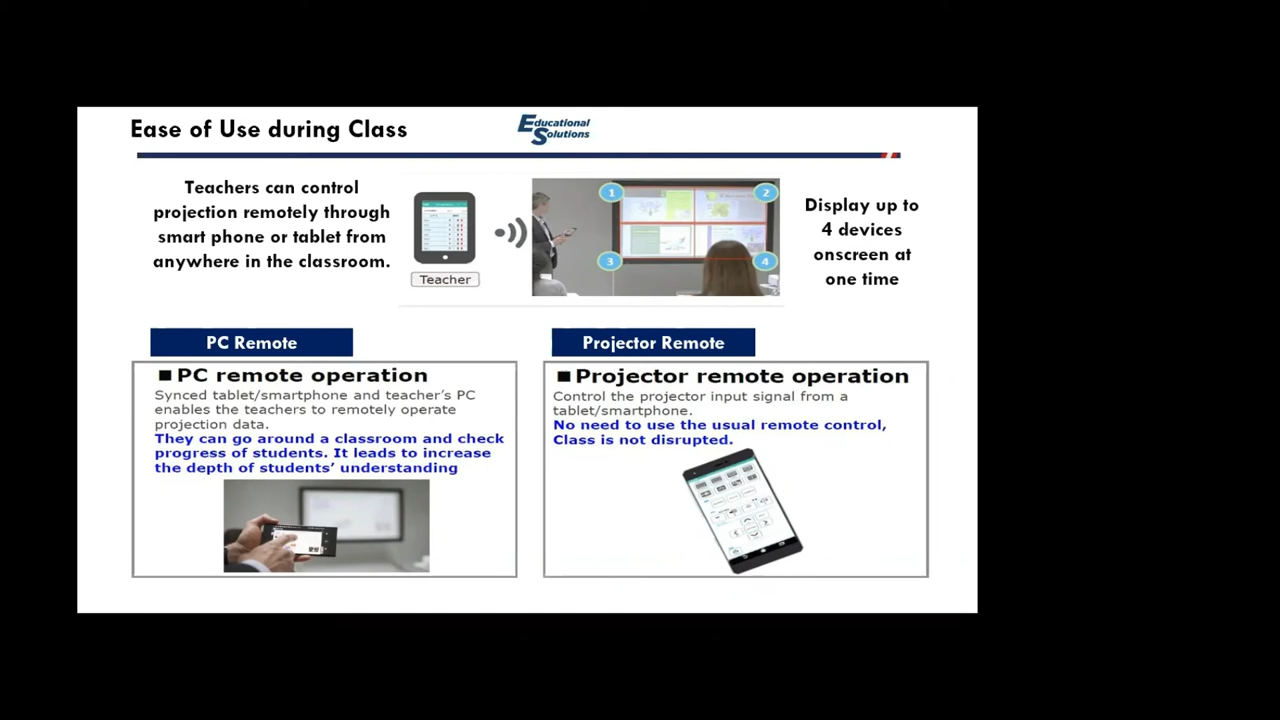 Ease of Use during Class
Educational
Solutions
Teachers can control
projection remotely through
smart phone or tablet from
anywhere in the classroom.
Teacher
1
2
3
4
Display up to
4 devices
onscreen at
one time
PC Remote
■ PC remote operation
Synced tablet/smartphone and teacher's PC
enables the teachers to remotely operate
projection data.
They can go around a classroom and check
progress of students. It leads to increase
the depth of students' understanding
Projector Remote
■ Projector remote operation
Control the projector input signal from a
tablet/smartphone.
No need to use the usual remote control,
Class is not disrupted.